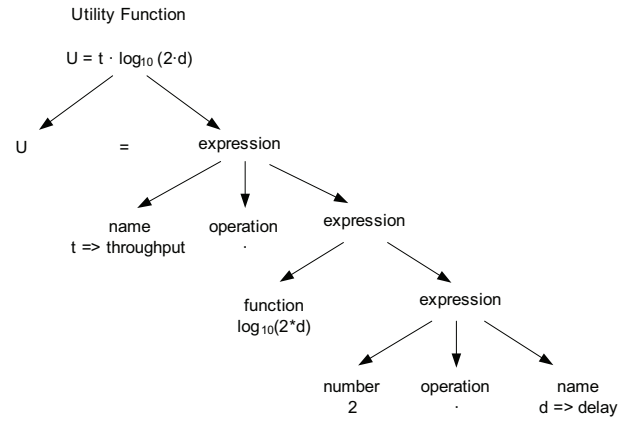 Utility Function
U = t · log₁₀ (2·d)
U = expression
name operation expression
t => throughput ·
function expression
log₁₀(2*d)
number operation name
2 · d => delay